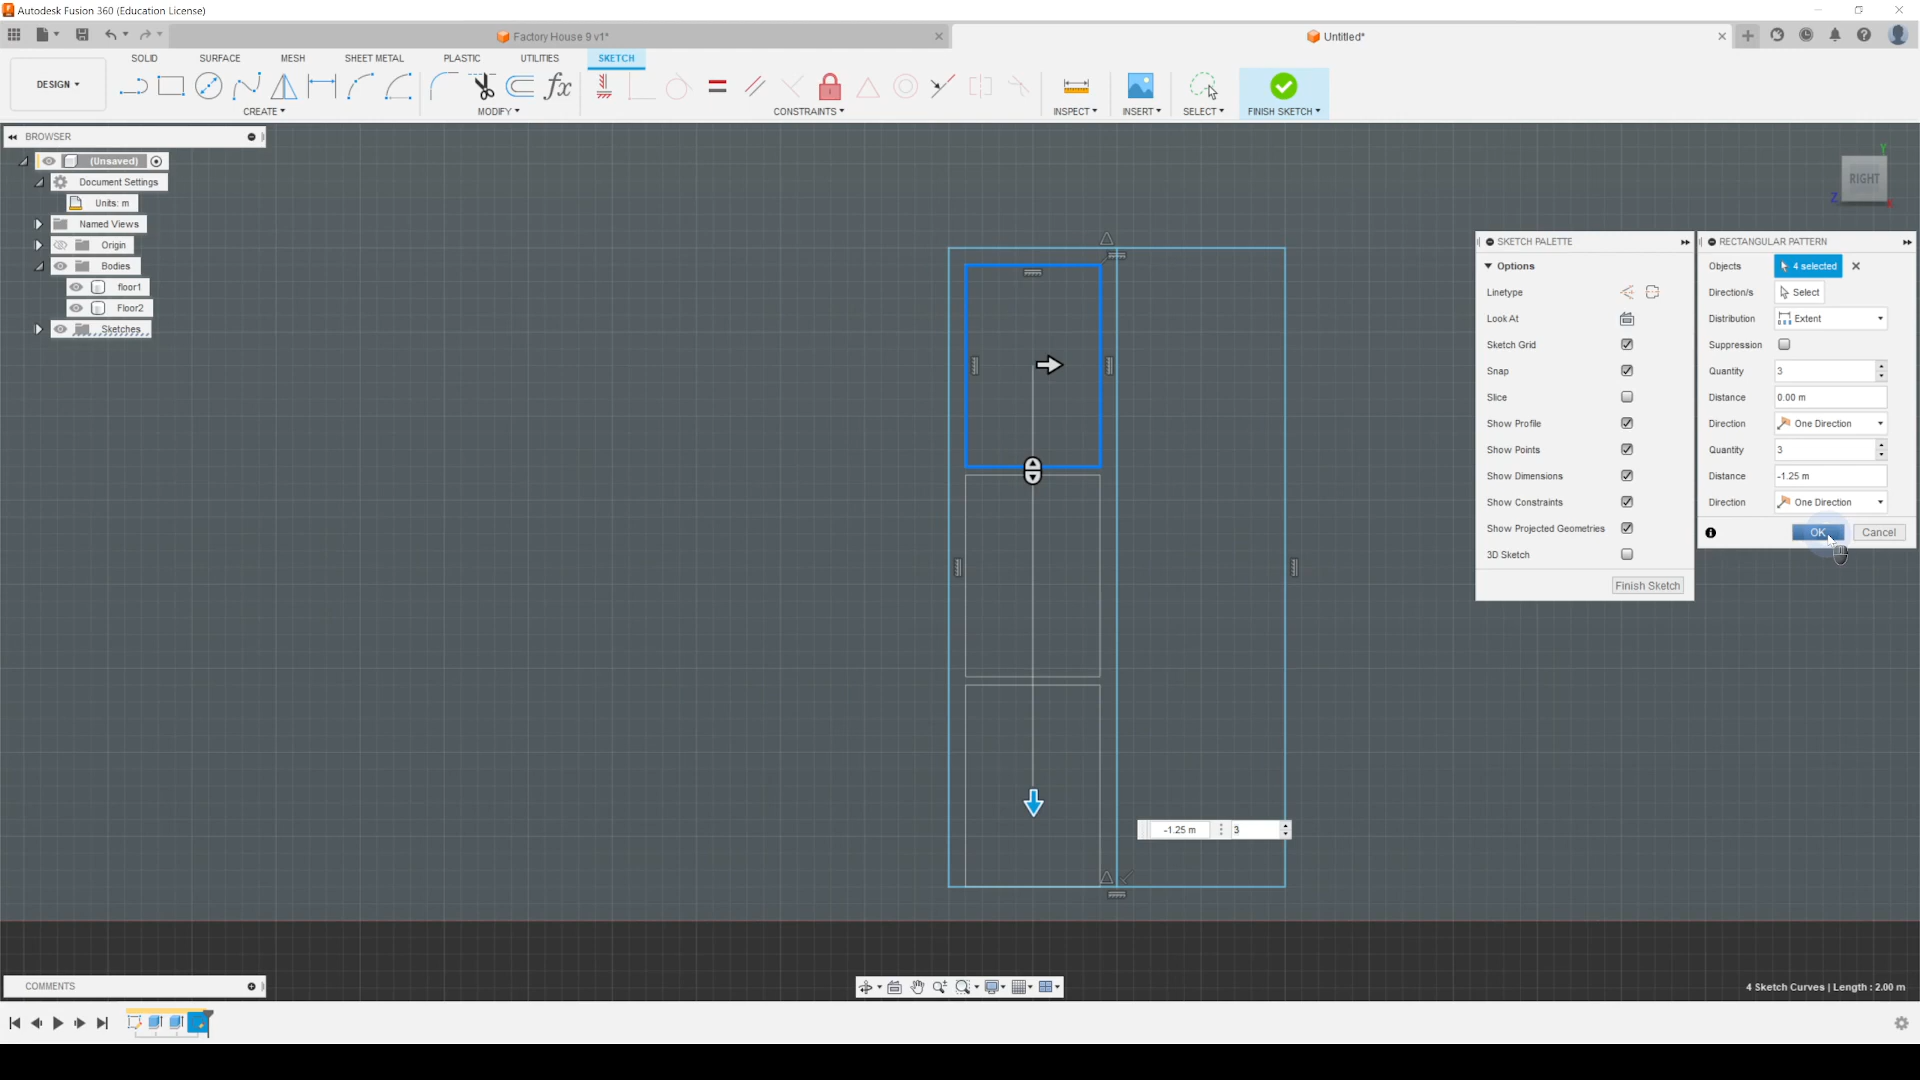 Autodesk Fusion 360 (Education License)
Factory House 9 v1*
Untitled*
SOLID
SURFACE
MESH
SHEET METAL
PLASTIC
UTILITIES
SKETCH
DESIGN
fx
CREATE
MODIFY
CONSTRAINTS
INSPECT
INSERT
SELECT
FINISH SKETCH
BROWSER
(Unsaved)
Document Settings
Units: m
Named Views
Origin
Bodies
floor1
Floor2
Sketches
Y
RIGHT
Z
X
SKETCH PALETTE
Options
Linetype
Look At
Sketch Grid
Snap
Slice
Show Profile
Show Points
Show Dimensions
Show Constraints
Show Projected Geometries
3D Sketch
Finish Sketch
RECTANGULAR PATTERN
Objects 4 selected
Direction/s Select
Distribution Extent
Suppression
Quantity 3
Distance 0.00 m
Direction One Direction
Quantity 3
Distance -1.25 m
Direction One Direction
OK Cancel
-1.25 m 3
COMMENTS
4 Sketch Curves | Length : 2.00 m